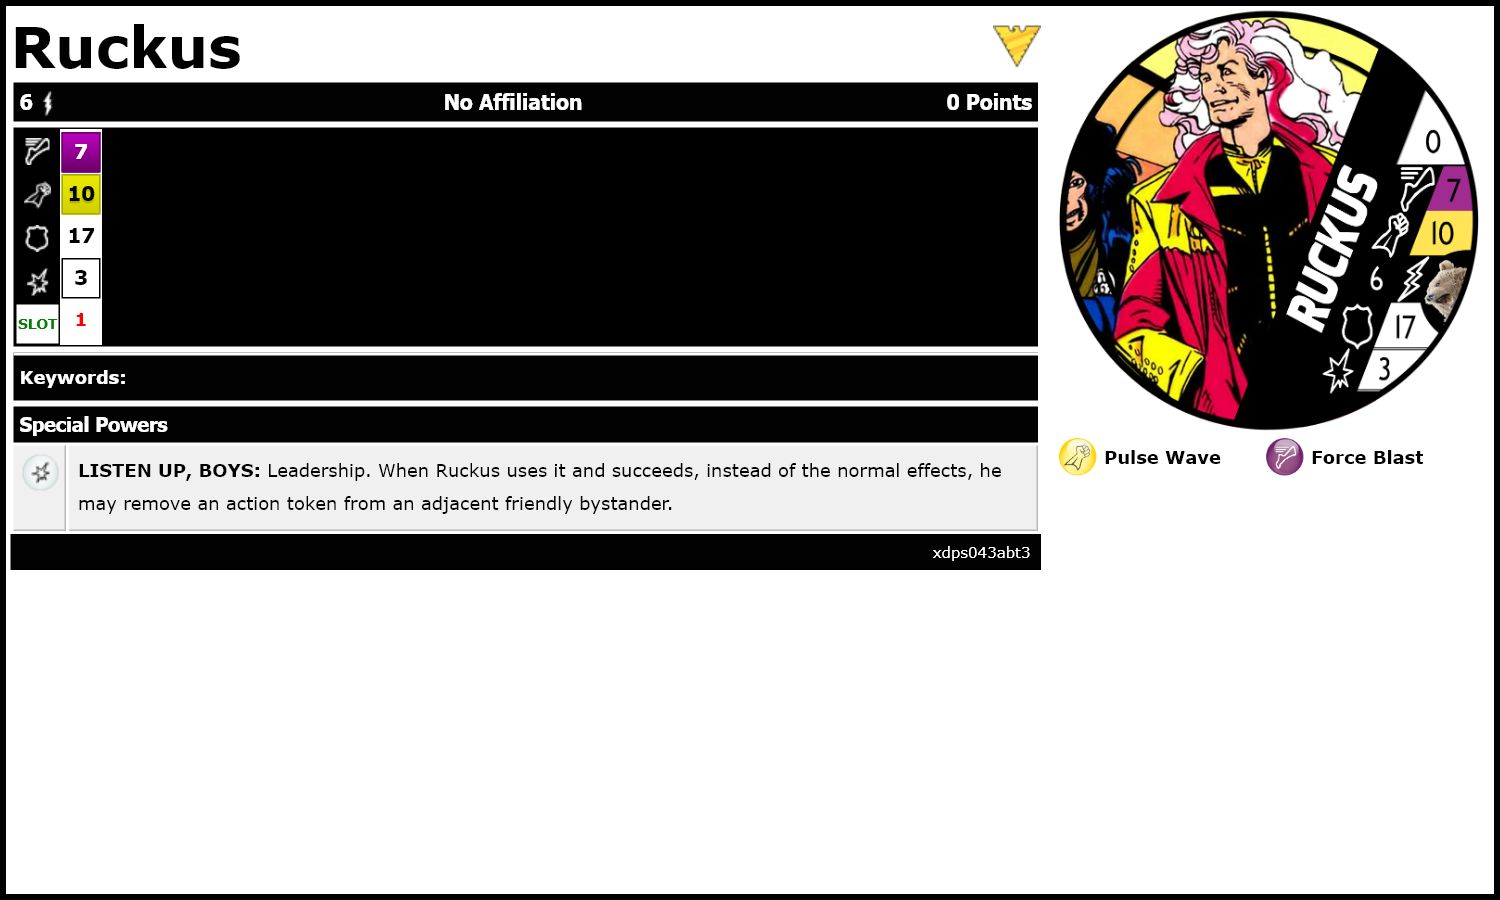 Ruckus
6 No Affiliation 0 Points
7
10
17
3
SLOT 1
Keywords:
Special Powers
LISTEN UP, BOYS: Leadership. When Ruckus uses it and succeeds, instead of the normal effects, he
may remove an action token from an adjacent friendly bystander.
xdps043abt3
RUCKUS
0
7
10
6
17
3
Pulse Wave Force Blast